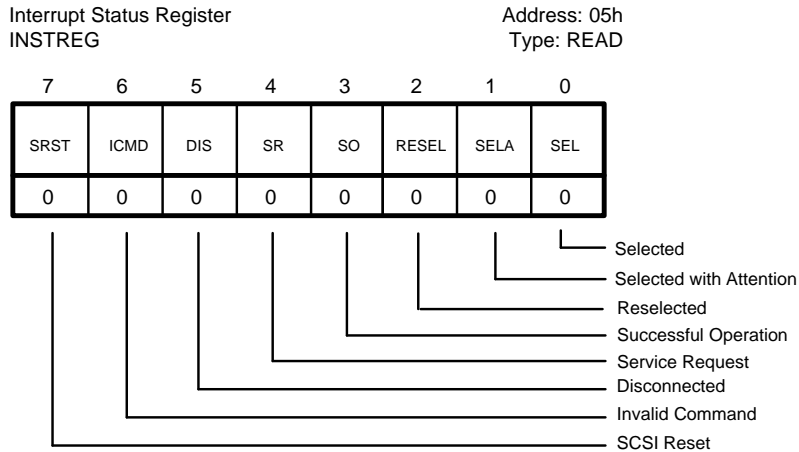 Interrupt Status Register
INSTREG
Address: 05h
Type: READ
7 6 5 4 3 2 1 0
SRST ICMD DIS SR SO RESEL SELA SEL
0 0 0 0 0 0 0 0
Selected
Selected with Attention
Reselected
Successful Operation
Service Request
Disconnected
Invalid Command
SCSI Reset